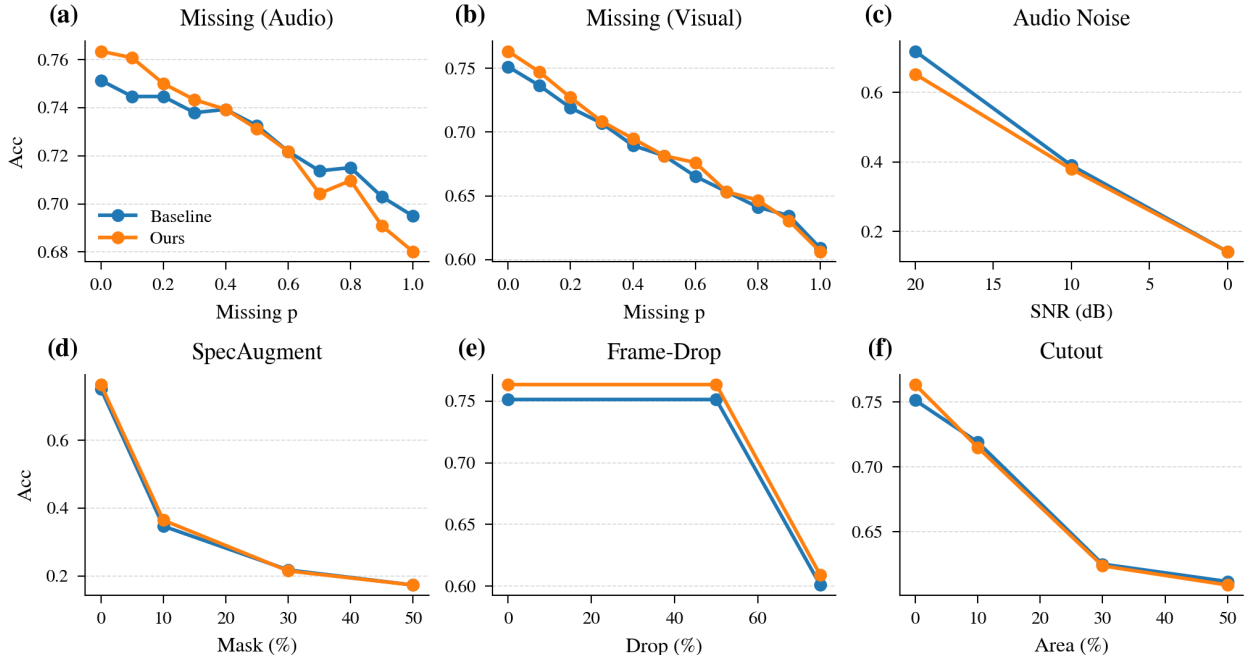 (a) Missing (Audio)
Acc
0.76
0.74
0.72
0.70
0.68
Baseline
Ours
0.0 0.2 0.4 0.6 0.8 1.0
Missing p
(b) Missing (Visual)
0.75
0.70
0.65
0.60
0.0 0.2 0.4 0.6 0.8 1.0
Missing p
(c) Audio Noise
0.6
0.4
0.2
20 15 10 5 0
SNR (dB)
(d) SpecAugment
Acc
0.6
0.4
0.2
0 10 20 30 40 50
Mask (%)
(e) Frame-Drop
0.75
0.70
0.65
0.60
0 20 40 60
Drop (%)
(f) Cutout
0.75
0.70
0.65
0 10 20 30 40 50
Area (%)